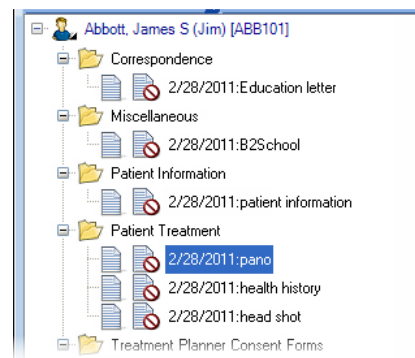 Abbott, James S (Jim) [ABB101]
Correspondence
2/28/2011:Education letter
Miscellaneous
2/28/2011:B2School
Patient Information
2/28/2011:patient information
Patient Treatment
2/28/2011:pano
2/28/2011:health history
2/28/2011:head shot
Treatment Planner Consent Forms